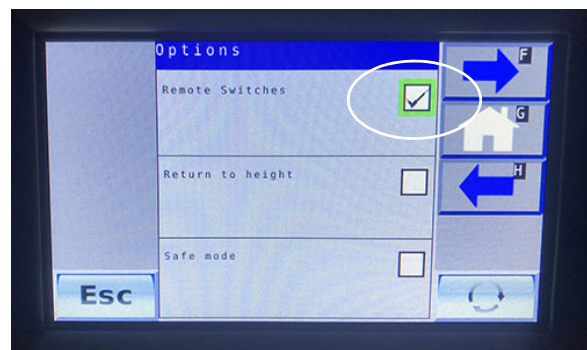 Options
F
Remote Switches
G
Return to height
H
Safe mode
Esc